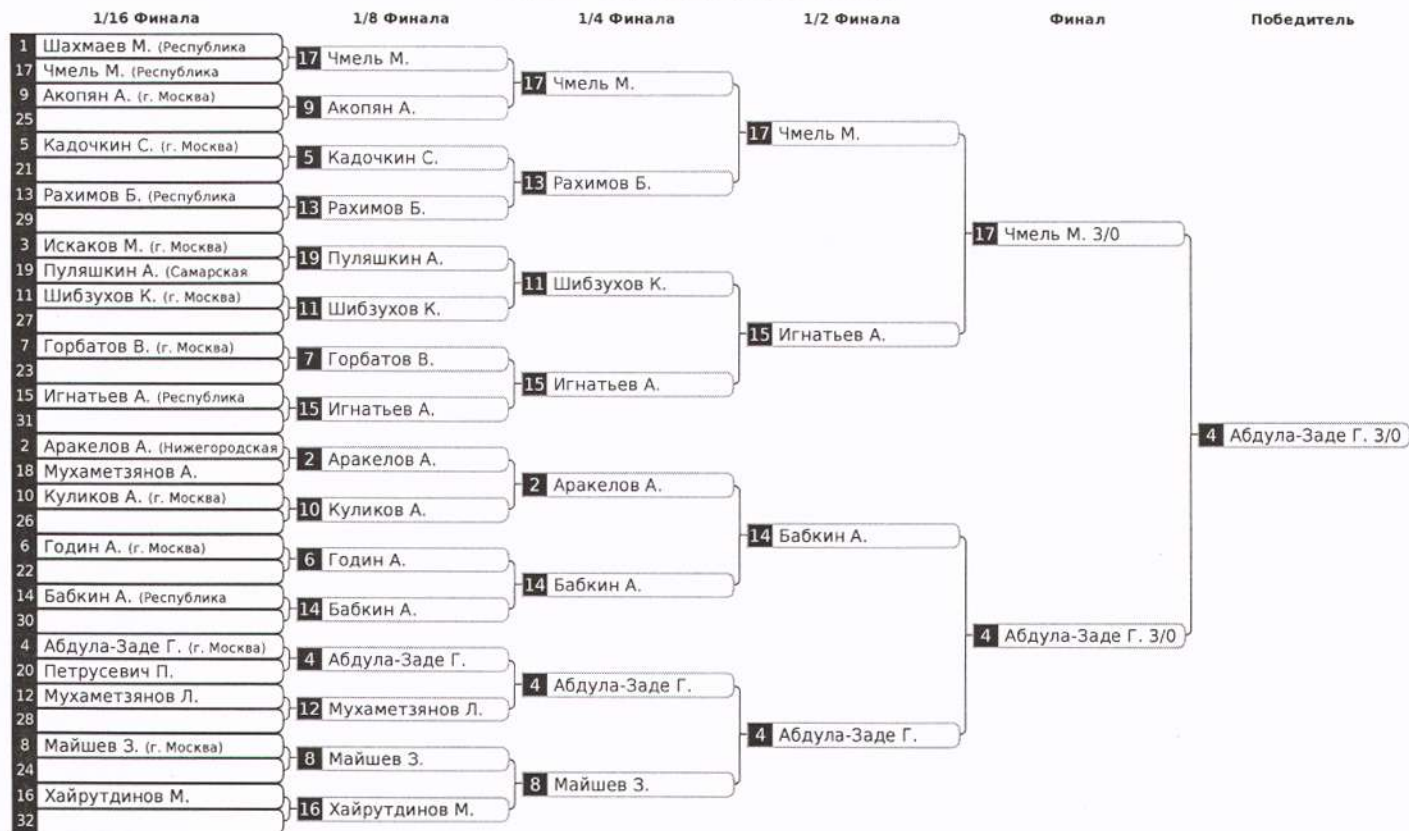 1/16 Финала
1/8 Финала
1/4 Финала
1/2 Финала
Финал
Победитель
1 Шахмаев М. (Республика
17 Чмель М. (Республика
9 Акопян А. (г. Москва)
25
5 Кадочкин С. (г. Москва)
21
13 Рахимов Б. (Республика
29
3 Искаков М. (г. Москва)
19 Пуляшкин А. (Самарская
11 Шибзухов К. (г. Москва)
27
7 Горбатов В. (г. Москва)
23
15 Игнатьев А. (Республика
31
2 Аракелов А. (Нижегородская
18 Мухаметзянов А.
10 Куликов А. (г. Москва)
26
6 Годин А. (г. Москва)
22
14 Бабкин А. (Республика
30
4 Абдула-Заде Г. (г. Москва)
20 Петрусевич П.
12 Мухаметзянов Л.
28
8 Майшев З. (г. Москва)
24
16 Хайрутдинов М.
32
17 Чмель М.
9 Акопян А.
5 Кадочкин С.
13 Рахимов Б.
19 Пуляшкин А.
11 Шибзухов К.
7 Горбатов В.
15 Игнатьев А.
2 Аракелов А.
10 Куликов А.
6 Годин А.
14 Бабкин А.
4 Абдула-Заде Г.
12 Мухаметзянов Л.
8 Майшев З.
16 Хайрутдинов М.
17 Чмель М.
13 Рахимов Б.
11 Шибзухов К.
15 Игнатьев А.
2 Аракелов А.
14 Бабкин А.
4 Абдула-Заде Г.
8 Майшев З.
17 Чмель М.
15 Игнатьев А.
14 Бабкин А.
4 Абдула-Заде Г.
17 Чмель М. 3/0
4 Абдула-Заде Г. 3/0
4 Абдула-Заде Г. 3/0